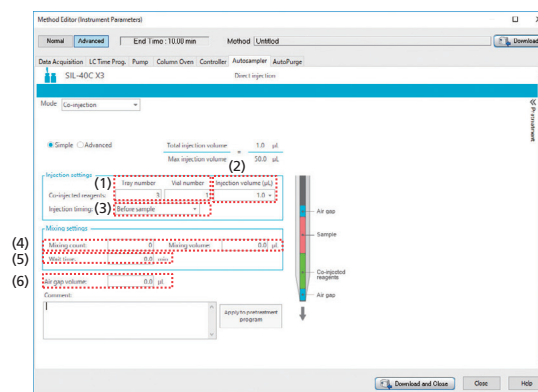 Method Editor (Instrument Parameters)
Normal Advanced End Time : 10.00 min Method Untitled Download
Data Acquisition LC Time Prog. Pump Column Oven Controller Autosampler AutoPurge
SIL-40C X3 Direct injection
Mode Co-injection
Pretreatment
Simple Advanced Total injection volume = 1.0 µL
Max injection volume 50.0 µL
(2)
Injection settings
(1) Tray number Vial number Injection volume (µL)
Co-injected reagents: 3 1 1.0
(3) Injection timing: Before sample
Air gap
Mixing settings
Sample
(4) Mixing count: 0 Mixing volume: 0.0 µL
(5) Wait time: 0.0 min
Co-injected
reagents
(6) Air gap volume: 0.0 µL
Air gap
Comment:
Apply to pretreatment
program
Download and Close Close Help